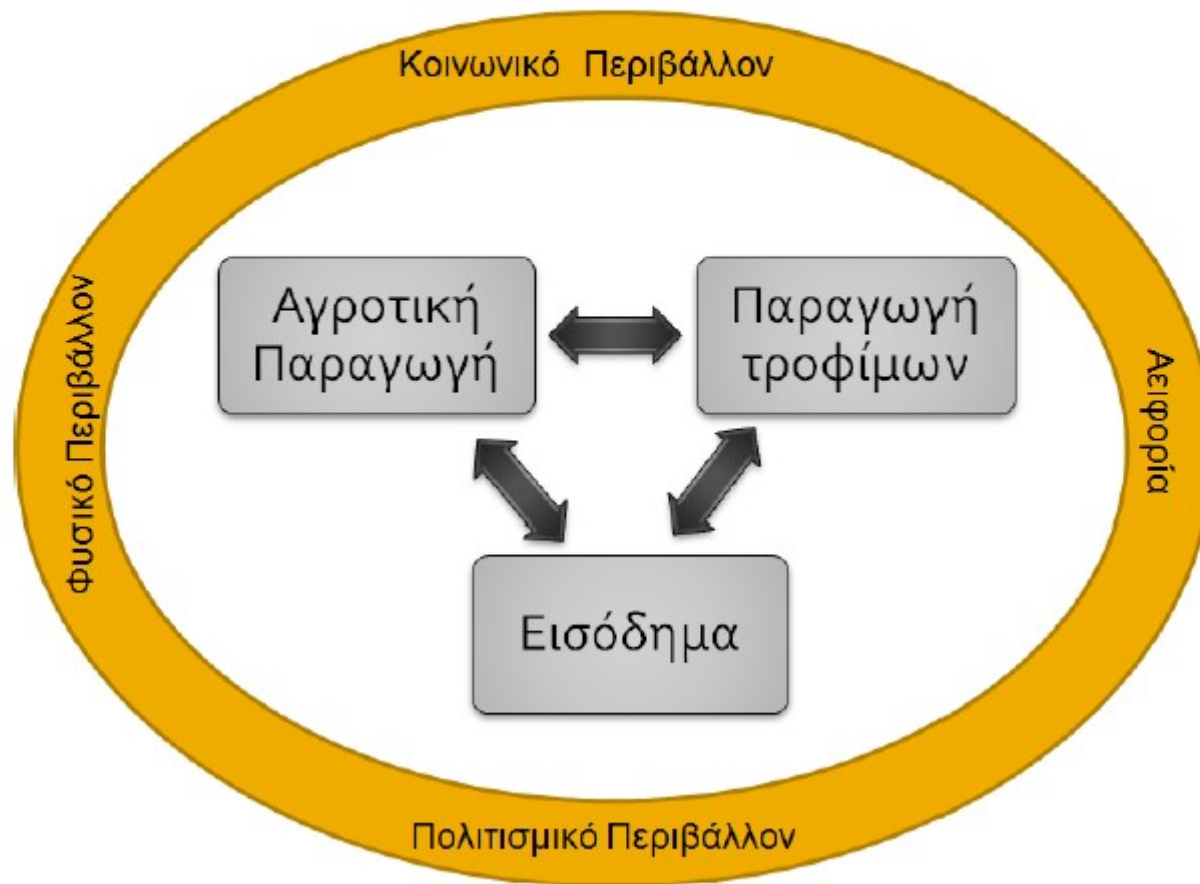 Κοινωνικό Περιβάλλον
Φυσικό Περιβάλλον
Αγροτική
Παραγωγή
Παραγωγή
τροφίμων
Αειφορία
Εισόδημα
Πολιτισμικό Περιβάλλον